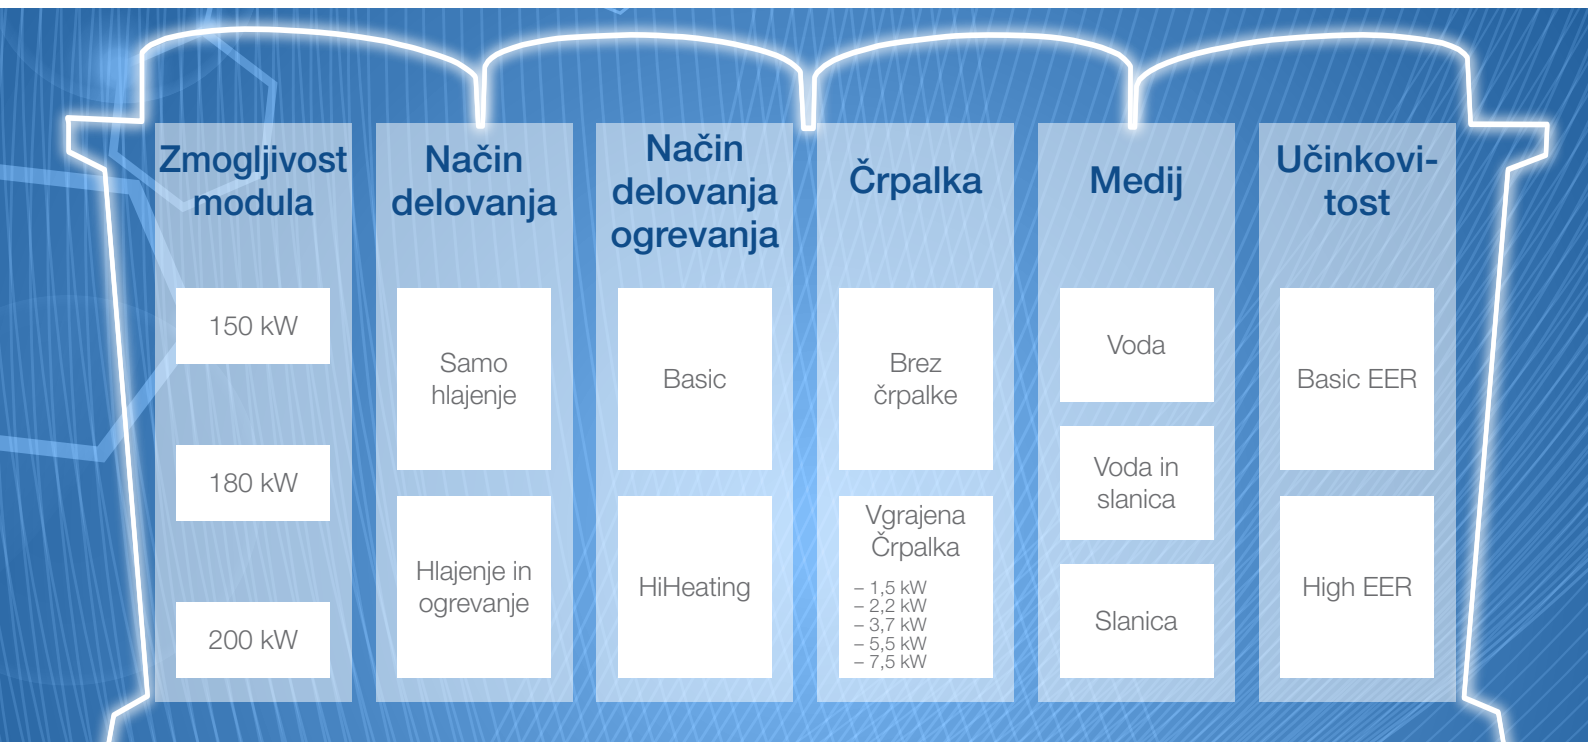 Zmogljivost
modula
150 kW
180 kW
200 kW
Način
delovanja
Samo
hlajenje
Hlajenje in
ogrevanje
Način
delovanja
ogrevanja
Basic
HiHeating
Črpalka
Brez
črpalke
Vgrajena
Črpalka
– 1,5 kW
– 2,2 kW
– 3,7 kW
– 5,5 kW
– 7,5 kW
Medij
Voda
Voda in
slanica
Slanica
Učinkovi-
tost
Basic EER
High EER